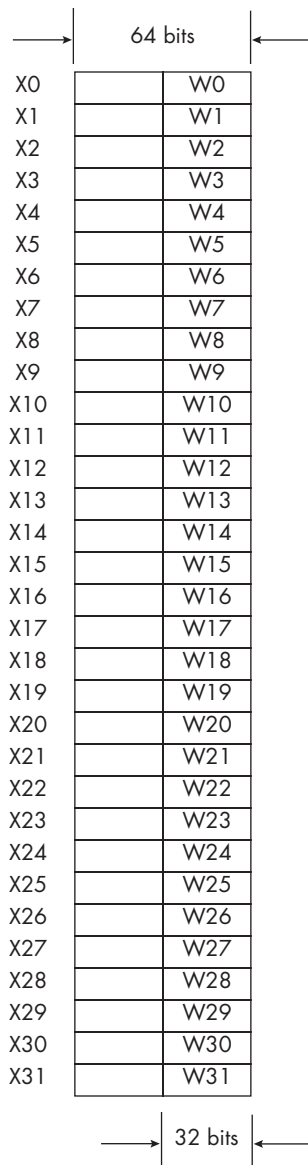 64 bits
X0 W0
X1 W1
X2 W2
X3 W3
X4 W4
X5 W5
X6 W6
X7 W7
X8 W8
X9 W9
X10 W10
X11 W11
X12 W12
X13 W13
X14 W14
X15 W15
X16 W16
X17 W17
X18 W18
X19 W19
X20 W20
X21 W21
X22 W22
X23 W23
X24 W24
X25 W25
X26 W26
X27 W27
X28 W28
X29 W29
X30 W30
X31 W31
32 bits